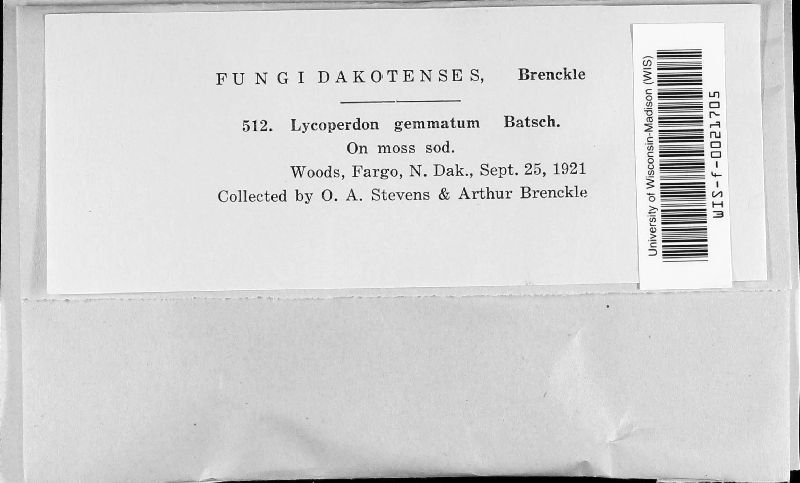 FUNGI DAKOTENSES, Brenckle
512. Lycoperdon gemmatum Batsch.
On moss sod.
Woods, Fargo, N. Dak., Sept. 25, 1921
Collected by O. A. Stevens & Arthur Brenckle
University of Wisconsin-Madison (WIS)
WIS-f-0021705